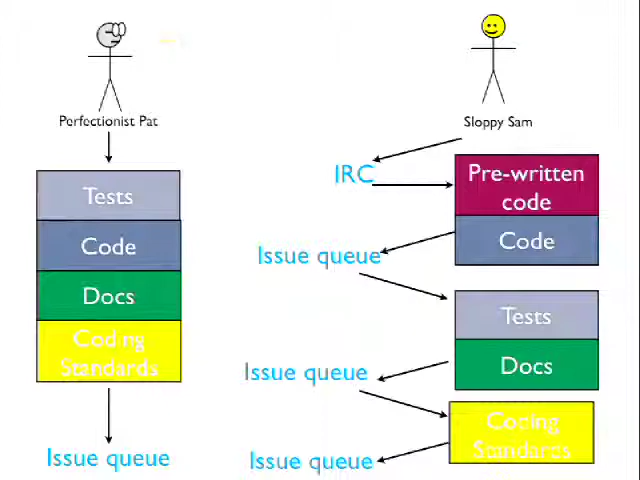 Perfectionist Pat
Tests
Code
Docs
Coding
Standards
Issue queue
Sloppy Sam
IRC
Pre-written
code
Code
Issue queue
Tests
Docs
Issue queue
Coding
Standards
Issue queue